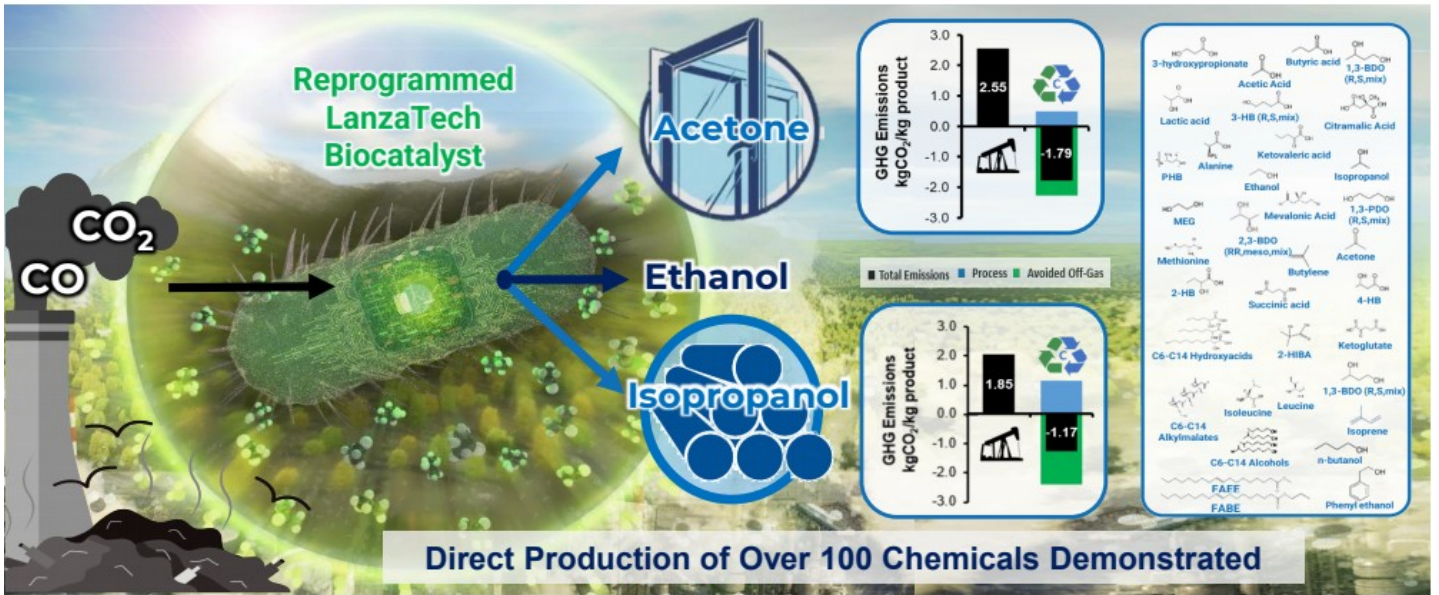 Reprogrammed
LanzaTech
Biocatalyst
CO2
CO
Acetone
Ethanol
Isopropanol
GHG Emissions
kgCO2/kg product
3.0
2.0
1.0
0.0
-1.0
-2.0
-3.0
2.55
C
-1.79
Total Emissions Process Avoided Off-Gas
GHG Emissions
kgCO2/kg product
3.0
2.0
1.0
0.0
-1.0
-2.0
-3.0
1.85
C
-1.17
3-hydroxypropionate
Acetic Acid
Butyric acid
1,3-BDO
(R,S,mix)
Lactic acid
3-HB (R,S,mix)
Citramalic Acid
PHB
Alanine
Ketovaleric acid
Ethanol
Isopropanol
MEG
Mevalonic Acid
1,3-PDO
(R,S,mix)
Methionine
2,3-BDO
(RR,meso,mix)
Butylene
Acetone
2-HB
Succinic acid
4-HB
C6-C14 Hydroxyacids
2-HIBA
Ketoglutate
C6-C14
Alkylmalates
Isoleucine
Leucine
1,3-BDO (R,S,mix)
Isoprene
C6-C14 Alcohols
n-butanol
FAEE
FABE
Phenyl ethanol
Direct Production of Over 100 Chemicals Demonstrated